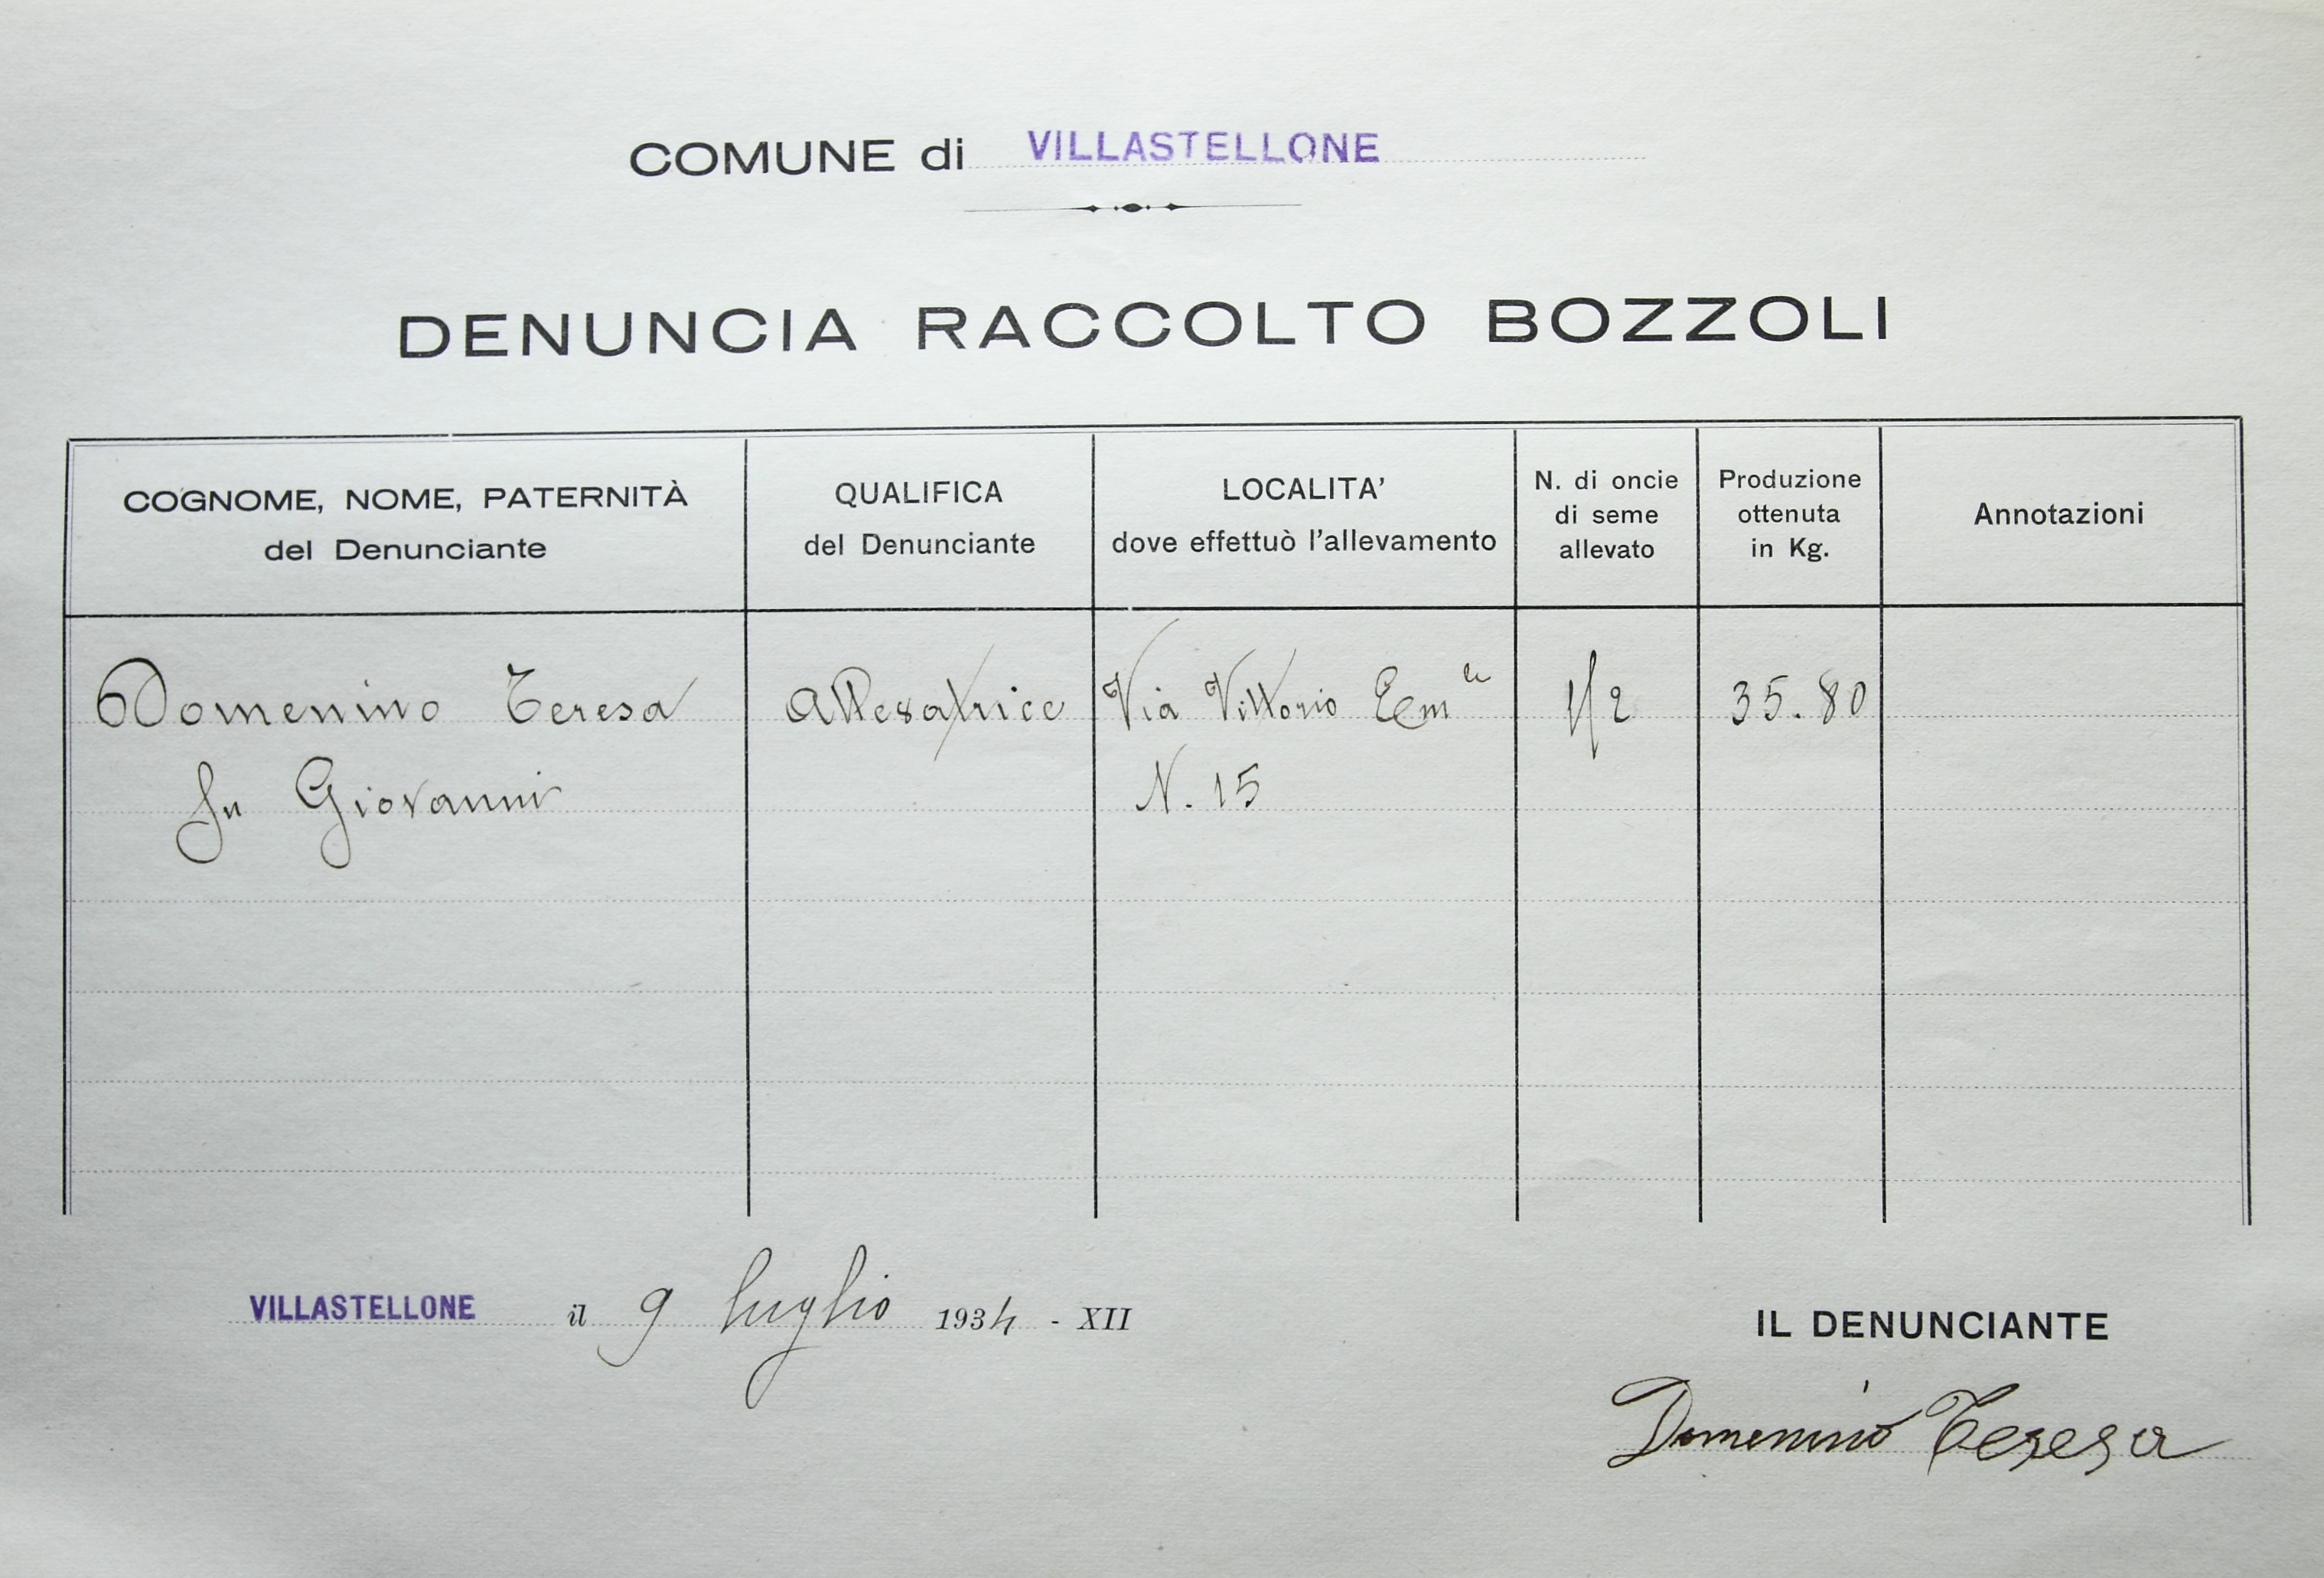 COMUNE di VILLASTELLONE
DENUNCIA RACCOLTO BOZZOLI
COGNOME, NOME, PATERNITÀ
del Denunciante
QUALIFICA
del Denunciante
LOCALITA'
dove effettuò l'allevamento
N. di oncie
di seme
allevato
Produzione
ottenuta
in Kg.
Annotazioni
Domenino Teresa
fu Giovanni
Via Vittorio Em^le
N. 15
1/2
35.80
VILLASTELLONE il 9 luglio 1934 - XII
IL DENUNCIANTE
Domenino Teresa